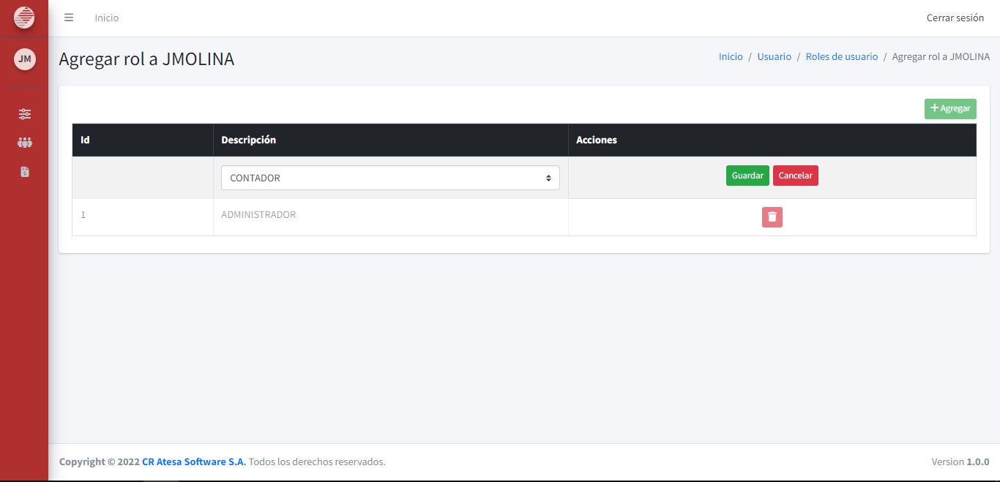 Inicio
Cerrar sesión
JM
Agregar rol a JMOLINA
Inicio / Usuario / Roles de usuario / Agregar rol a JMOLINA
Agregar
Id Descripción Acciones
CONTADOR Guardar Cancelar
1 ADMINISTRADOR
Copyright © 2022 CR Atesa Software S.A. Todos los derechos reservados.
Version 1.0.0